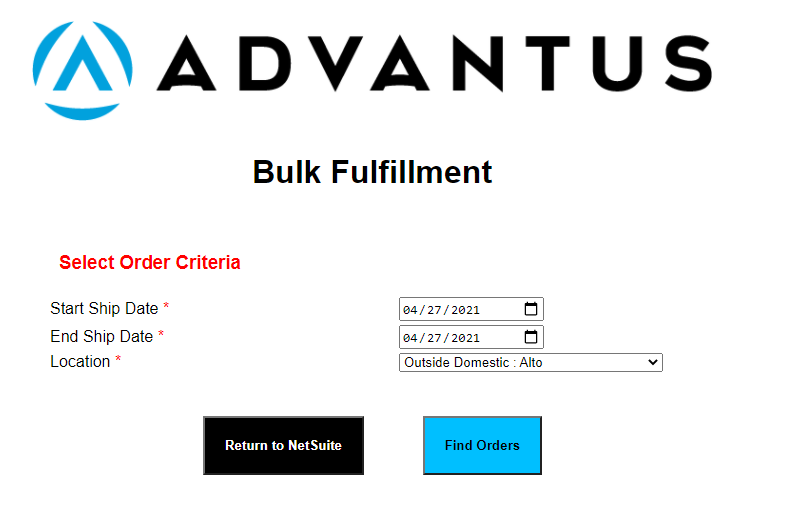 ADVANTUS
Bulk Fulfillment
Select Order Criteria
Start Ship Date * 04/27/2021
End Ship Date * 04/27/2021
Location * Outside Domestic : Alto
Return to NetSuite Find Orders